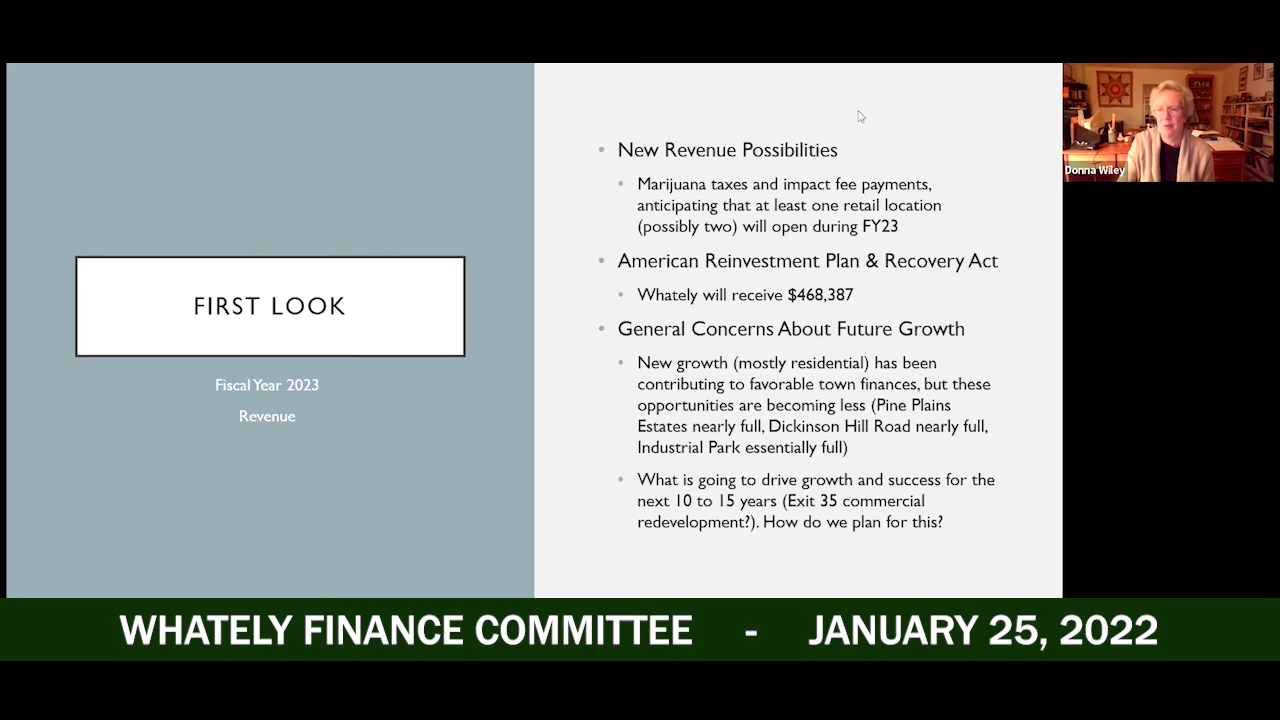 FIRST LOOK
Fiscal Year 2023
Revenue
• New Revenue Possibilities
• Marijuana taxes and impact fee payments,
anticipating that at least one retail location
(possibly two) will open during FY23
• American Reinvestment Plan & Recovery Act
• Whately will receive $468,387
• General Concerns About Future Growth
• New growth (mostly residential) has been
contributing to favorable town finances, but these
opportunities are becoming less (Pine Plains
Estates nearly full, Dickinson Hill Road nearly full,
Industrial Park essentially full)
• What is going to drive growth and success for the
next 10 to 15 years (Exit 35 commercial
redevelopment?). How do we plan for this?
Donna Wiley
WHATELY FINANCE COMMITTEE - JANUARY 25, 2022